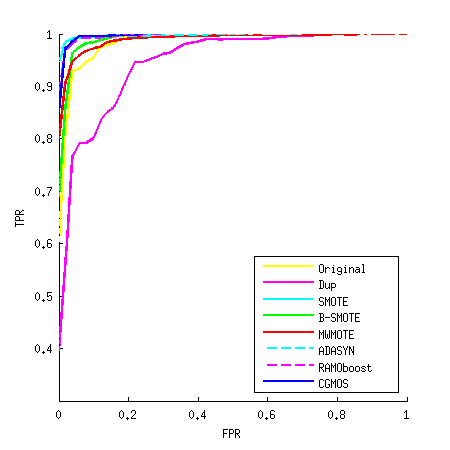 1
0.9
0.8
0.7
0.6
0.5
0.4
TPR
0
0.2
0.4
0.6
0.8
1
FPR
Original
Dup
SMOTE
B-SMOTE
MWMOTE
ADASYN
RAMOboost
CGMOS